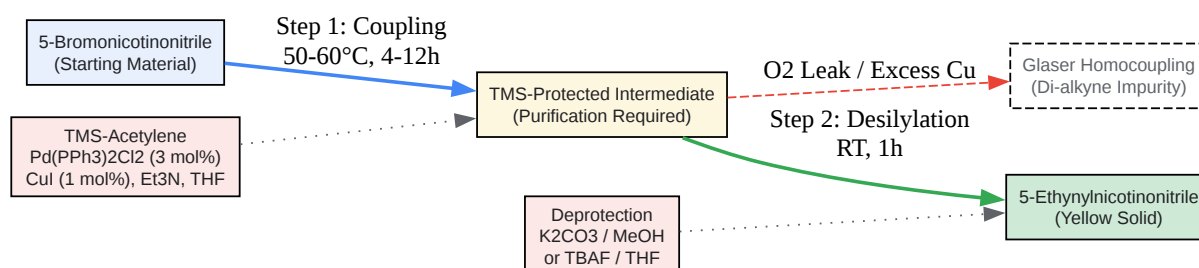 5-Bromonicotinonitrile
(Starting Material)
Step 1: Coupling
50-60°C, 4-12h
TMS-Acetylene
Pd(PPh3)2Cl2 (3 mol%)
CuI (1 mol%), Et3N, THF
TMS-Protected Intermediate
(Purification Required)
O2 Leak / Excess Cu
Glaser Homocoupling
(Di-alkyne Impurity)
Step 2: Desilylation
RT, 1h
Deprotection
K2CO3 / MeOH
or TBAF / THF
5-Ethynylnicotinonitrile
(Yellow Solid)